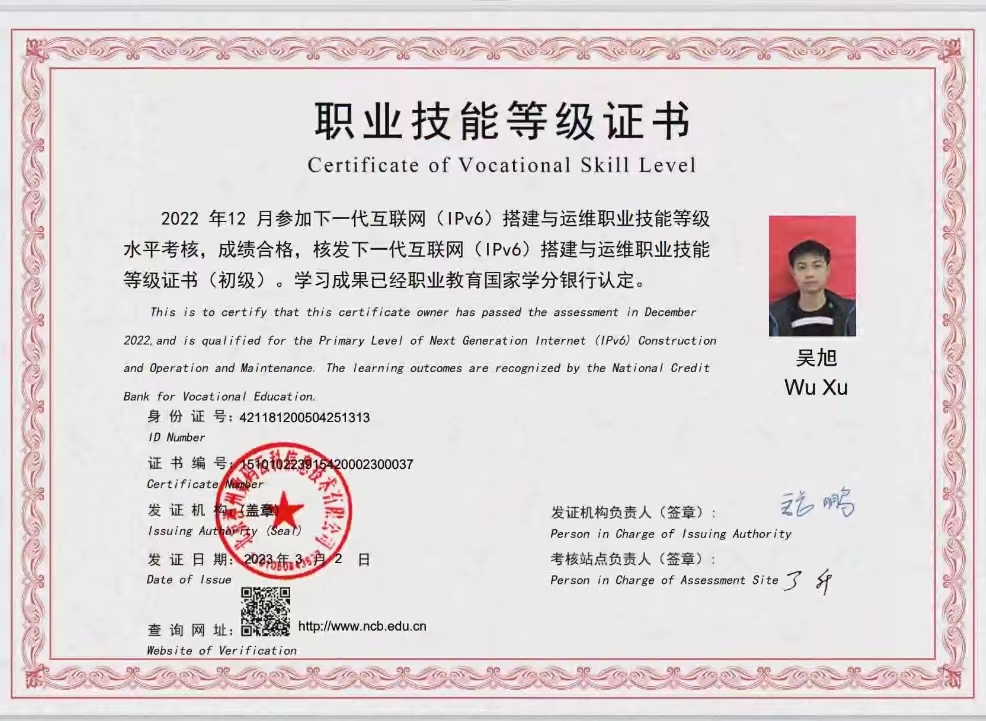 职业技能等级证书
Certificate of Vocational Skill Level
2022 年12 月参加下一代互联网（IPv6）搭建与运维职业技能等级
水平考核，成绩合格，核发下一代互联网（IPv6）搭建与运维职业技能
等级证书（初级）。学习成果已经职业教育国家学分银行认定。
This is to certify that this certificate owner has passed the assessment in December
2022,and is qualified for the Primary Level of Next Generation Internet (IPv6) Construction
and Operation and Maintenance. The learning outcomes are recognized by the National Credit
Bank for Vocational Education.
吴旭
Wu Xu
身 份 证 号：421181200504251313
ID Number
证 书 编 号：151010223915420002300037
Certificate Number
发 证 机 构（盖章）
Issuing Authority (Seal)
发 证 日 期：2023 年 3 月 2 日
Date of Issue
查 询 网 址：http://www.ncb.edu.cn
Website of Verification
发证机构负责人（签章）：
Person in Charge of Issuing Authority
考核站点负责人（签章）：
Person in Charge of Assessment Site